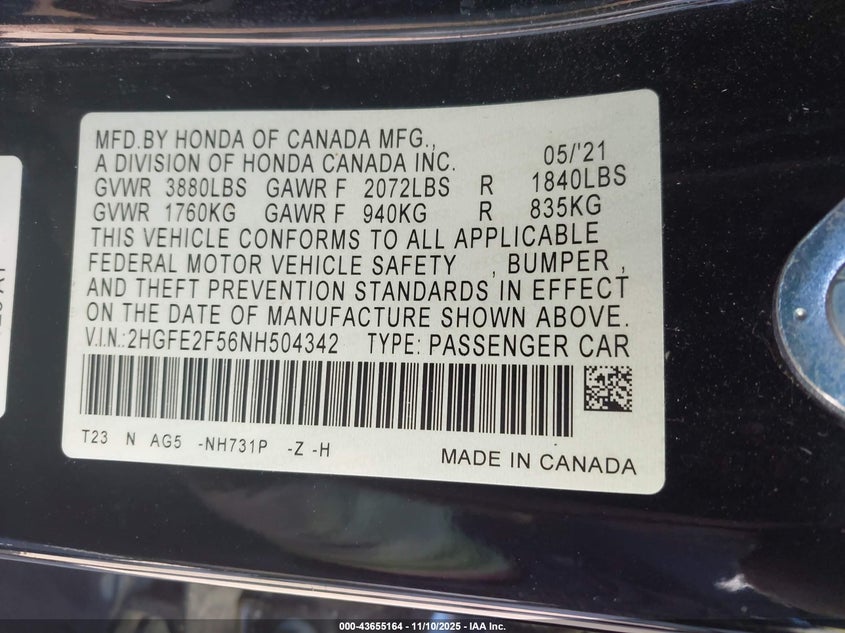 MFD.BY HONDA OF CANADA MFG.,
A DIVISION OF HONDA CANADA INC. 05/'21
GVWR 3880LBS GAWR F 2072LBS R 1840LBS
GVWR 1760KG GAWR F 940KG R 835KG
THIS VEHICLE CONFORMS TO ALL APPLICABLE
FEDERAL MOTOR VEHICLE SAFETY , BUMPER ,
AND THEFT PREVENTION STANDARDS IN EFFECT
ON THE DATE OF MANUFACTURE SHOWN ABOVE.
V.I.N.:2HGFE2F56NH504342 TYPE: PASSENGER CAR
T23 N AG5 -NH731P -Z -H
MADE IN CANADA
000-43655164 - 11/10/2025 - IAA Inc.